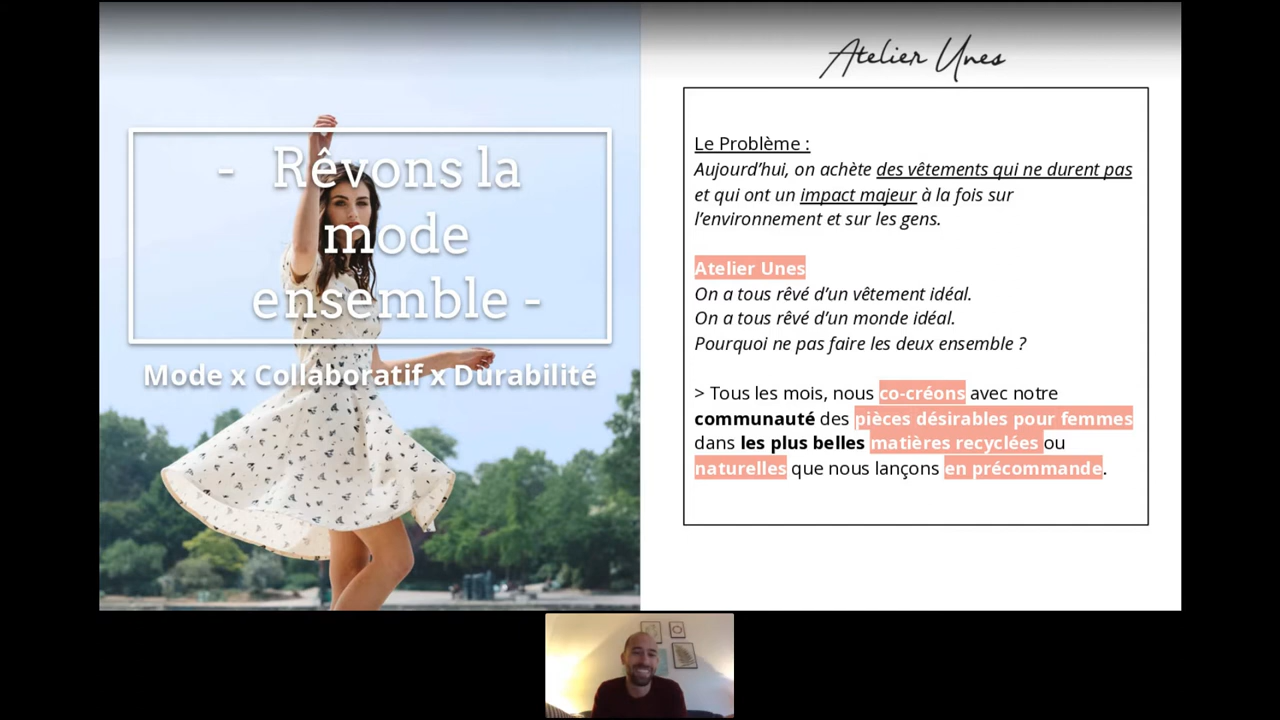 - Rêvons la
mode
ensemble -
Mode x Collaboratif x Durabilité
Atelier Unes
Le Problème :
Aujourd’hui, on achète des vêtements qui ne durent pas
et qui ont un impact majeur à la fois sur
l’environnement et sur les gens.
Atelier Unes
On a tous rêvé d’un vêtement idéal.
On a tous rêvé d’un monde idéal.
Pourquoi ne pas faire les deux ensemble ?
> Tous les mois, nous co-créons avec notre
communauté des pièces désirables pour femmes
dans les plus belles matières recyclées ou
naturelles que nous lançons en précommande.